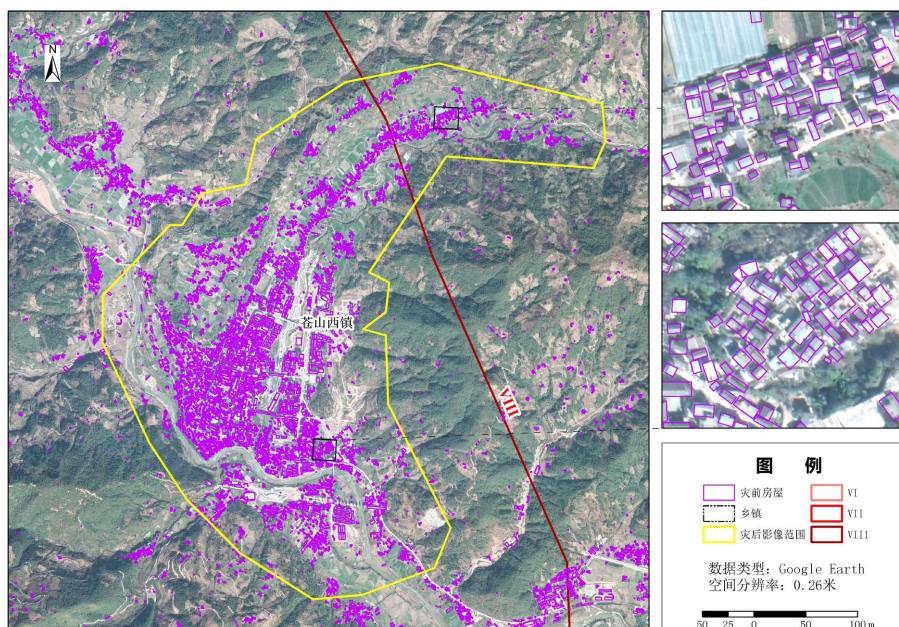 N
苍山西镇
VIII
图 例
灾前房屋
VI
乡镇
VII
灾后影像范围
VIII
数据类型: Google Earth
空间分辨率: 0.26米
50 25 0 50 100 m